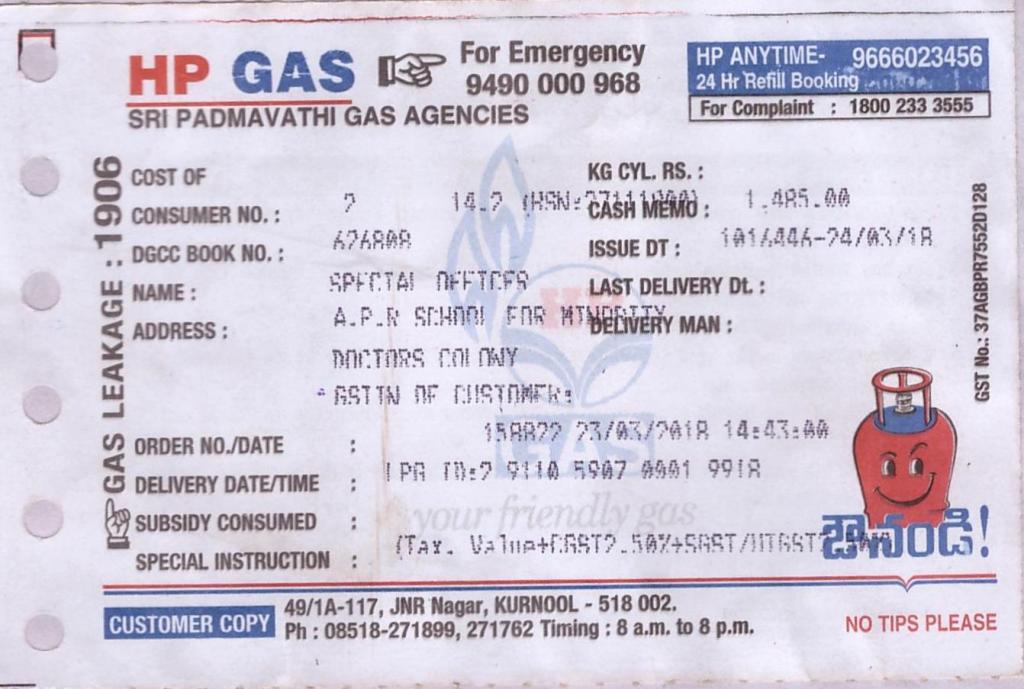 HP GAS
For Emergency
9490 000 968
HP ANYTIME- 9666023456
24 Hr Refill Booking
For Complaint : 1800 233 3555
SRI PADMAVATHI GAS AGENCIES
GAS LEAKAGE : 1906
COST OF 2 14.2 (HSN:27111900) KG CYL. RS. : 1,485.00
CONSUMER NO. : 626808 CASH MEMO : 1016446-24/03/18
DGCC BOOK NO. : ISSUE DT :
NAME : SPECIAL OFFICER LAST DELIVERY Dt. :
ADDRESS : A.P.R SCHOOL FOR MINORITY DELIVERY MAN :
DOCTORS COLONY
GSTIN OF CUSTOMER:
ORDER NO./DATE : 158822 23/03/2018 14:43:00
DELIVERY DATE/TIME : LPG ID:2 9110 5907 0001 9918
SUBSIDY CONSUMED :
SPECIAL INSTRUCTION : (Tax. Value+CGST2.50%+SGST/UTGST2.50%)
HP
GAS
your friendly gas
GST No.: 37AGBPR7552D128
ఔనండి!
CUSTOMER COPY
49/1A-117, JNR Nagar, KURNOOL - 518 002.
Ph : 08518-271899, 271762 Timing : 8 a.m. to 8 p.m.
NO TIPS PLEASE